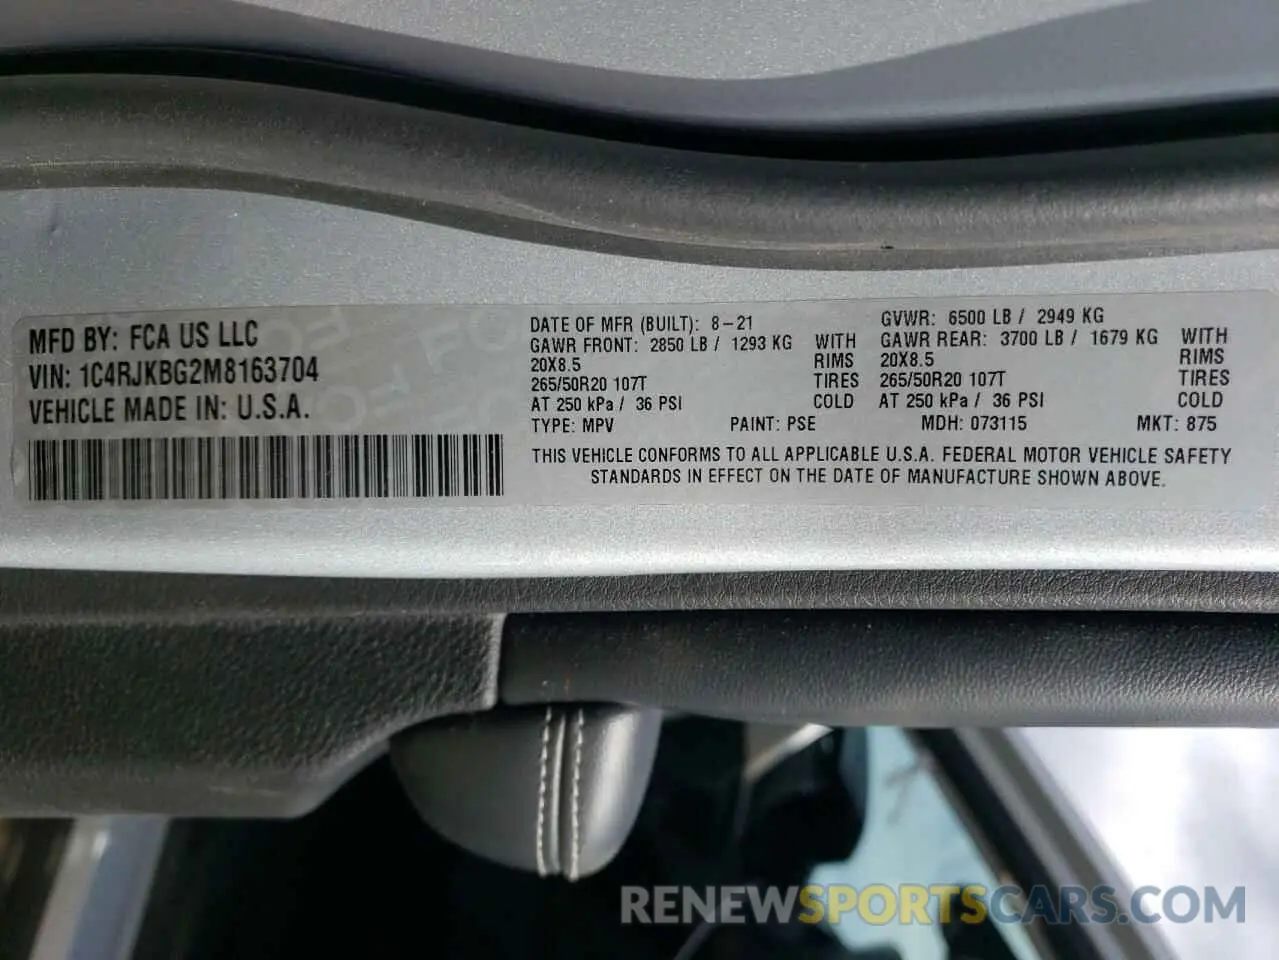 MFD BY: FCA US LLC
VIN: 1C4RJKBG2M8163704
VEHICLE MADE IN: U.S.A.
DATE OF MFR (BUILT): 8-21
GAWR FRONT: 2850 LB / 1293 KG WITH
20X8.5 RIMS
265/50R20 107T TIRES
AT 250 kPa / 36 PSI COLD
GVWR: 6500 LB / 2949 KG
GAWR REAR: 3700 LB / 1679 KG WITH
20X8.5 RIMS
265/50R20 107T TIRES
AT 250 kPa / 36 PSI COLD
TYPE: MPV PAINT: PSE MDH: 073115 MKT: 875
THIS VEHICLE CONFORMS TO ALL APPLICABLE U.S.A. FEDERAL MOTOR VEHICLE SAFETY
STANDARDS IN EFFECT ON THE DATE OF MANUFACTURE SHOWN ABOVE.
RENEWSPORTSCARS.COM